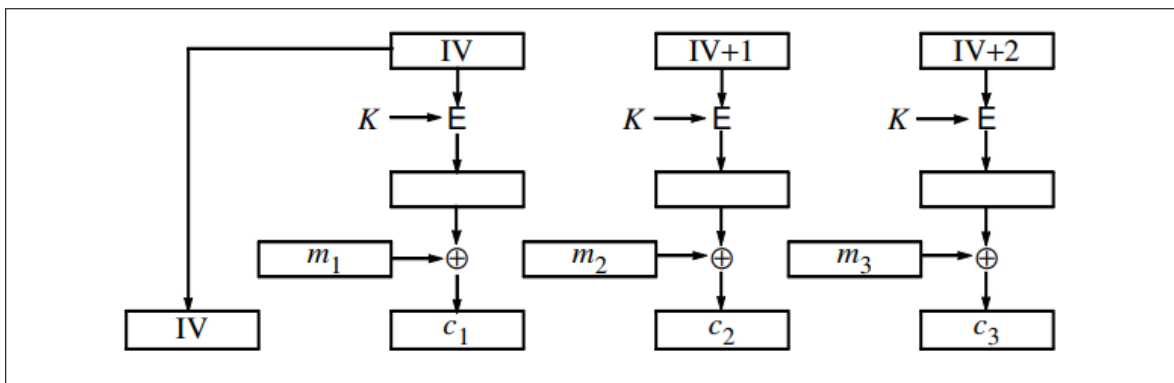 IV IV+1 IV+2
K E K E K E
m1 ⊕ m2 ⊕ m3 ⊕
IV c1 c2 c3